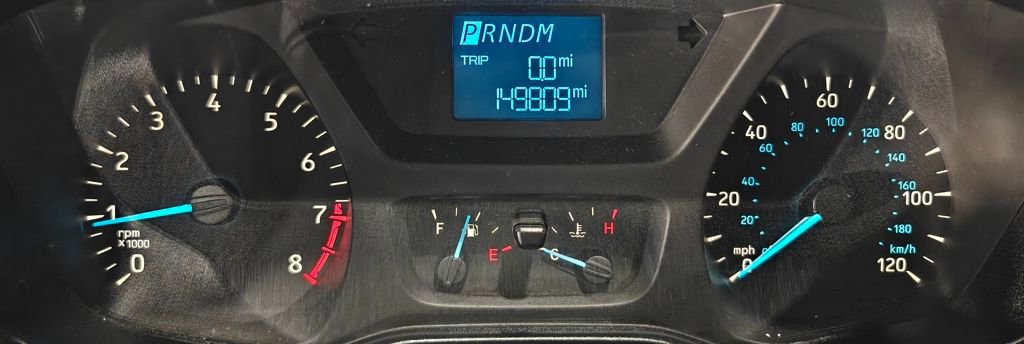 PRNDM
TRIP 0.0 mi
149809 mi
0 1 2 3 4 5 6 7 8
rpm
x1000
F E
C H
0 20 40 60 80 100 120
mph
0 20 40 60 80 100 120 140 160 180
km/h